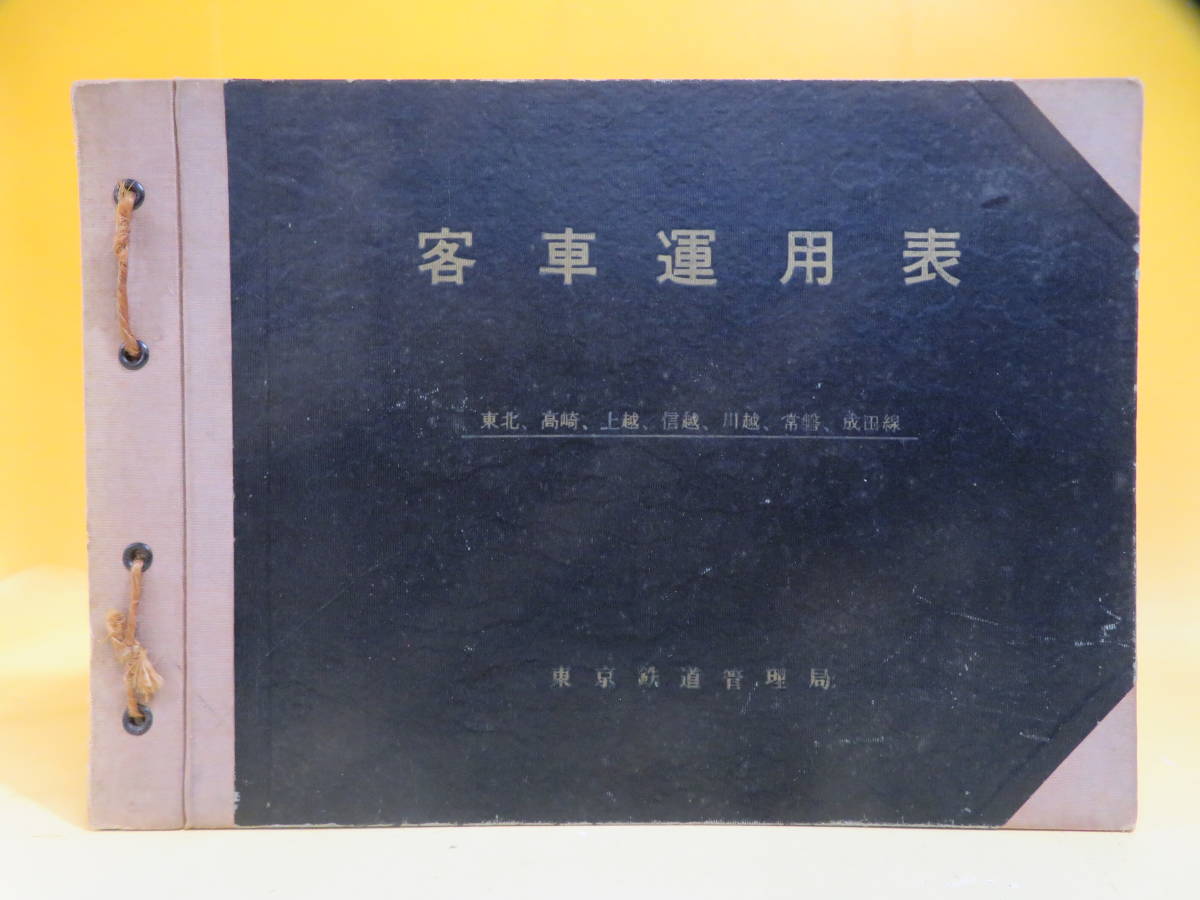 客車運用表
東北、高崎、上越、信越、川越、常磐、成田線
東京鉄道管理局